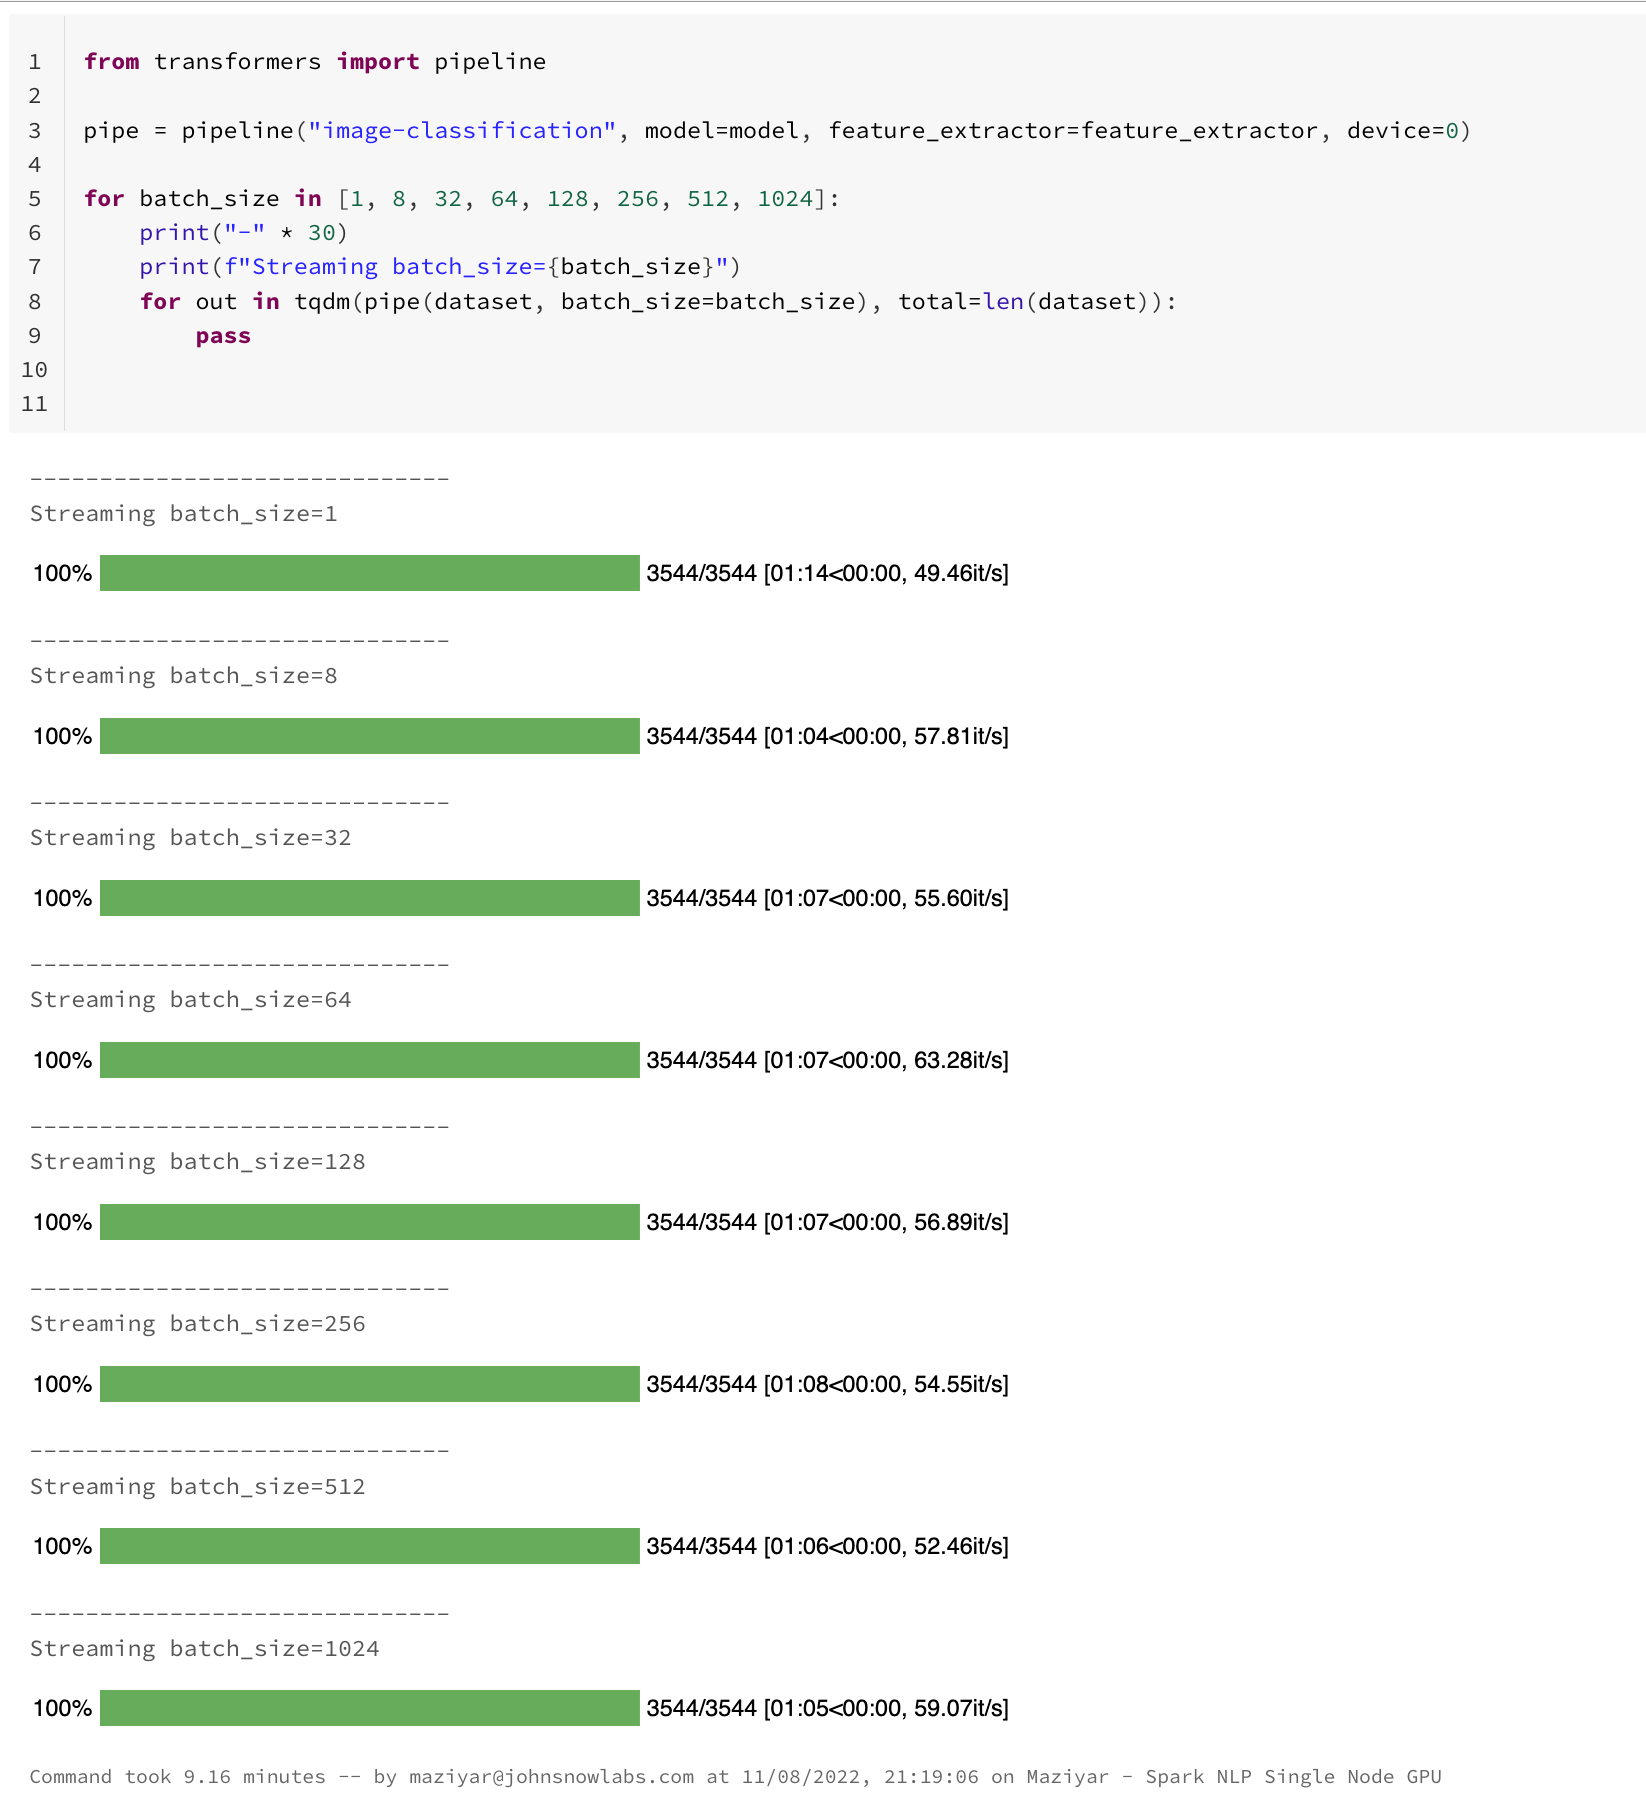 1 from transformers import pipeline
2
3 pipe = pipeline("image-classification", model=model, feature_extractor=feature_extractor, device=0)
4
5 for batch_size in [1, 8, 32, 64, 128, 256, 512, 1024]:
6     print("-" * 30)
7     print(f"Streaming batch_size={batch_size}")
8     for out in tqdm(pipe(dataset, batch_size=batch_size), total=len(dataset)):
9         pass
10
11
------------------------------
Streaming batch_size=1
100% 3544/3544 [01:14<00:00, 49.46it/s]
------------------------------
Streaming batch_size=8
100% 3544/3544 [01:04<00:00, 57.81it/s]
------------------------------
Streaming batch_size=32
100% 3544/3544 [01:07<00:00, 55.60it/s]
------------------------------
Streaming batch_size=64
100% 3544/3544 [01:07<00:00, 63.28it/s]
------------------------------
Streaming batch_size=128
100% 3544/3544 [01:07<00:00, 56.89it/s]
------------------------------
Streaming batch_size=256
100% 3544/3544 [01:08<00:00, 54.55it/s]
------------------------------
Streaming batch_size=512
100% 3544/3544 [01:06<00:00, 52.46it/s]
------------------------------
Streaming batch_size=1024
100% 3544/3544 [01:05<00:00, 59.07it/s]
Command took 9.16 minutes -- by maziyar@johnsnowlabs.com at 11/08/2022, 21:19:06 on Maziyar - Spark NLP Single Node GPU